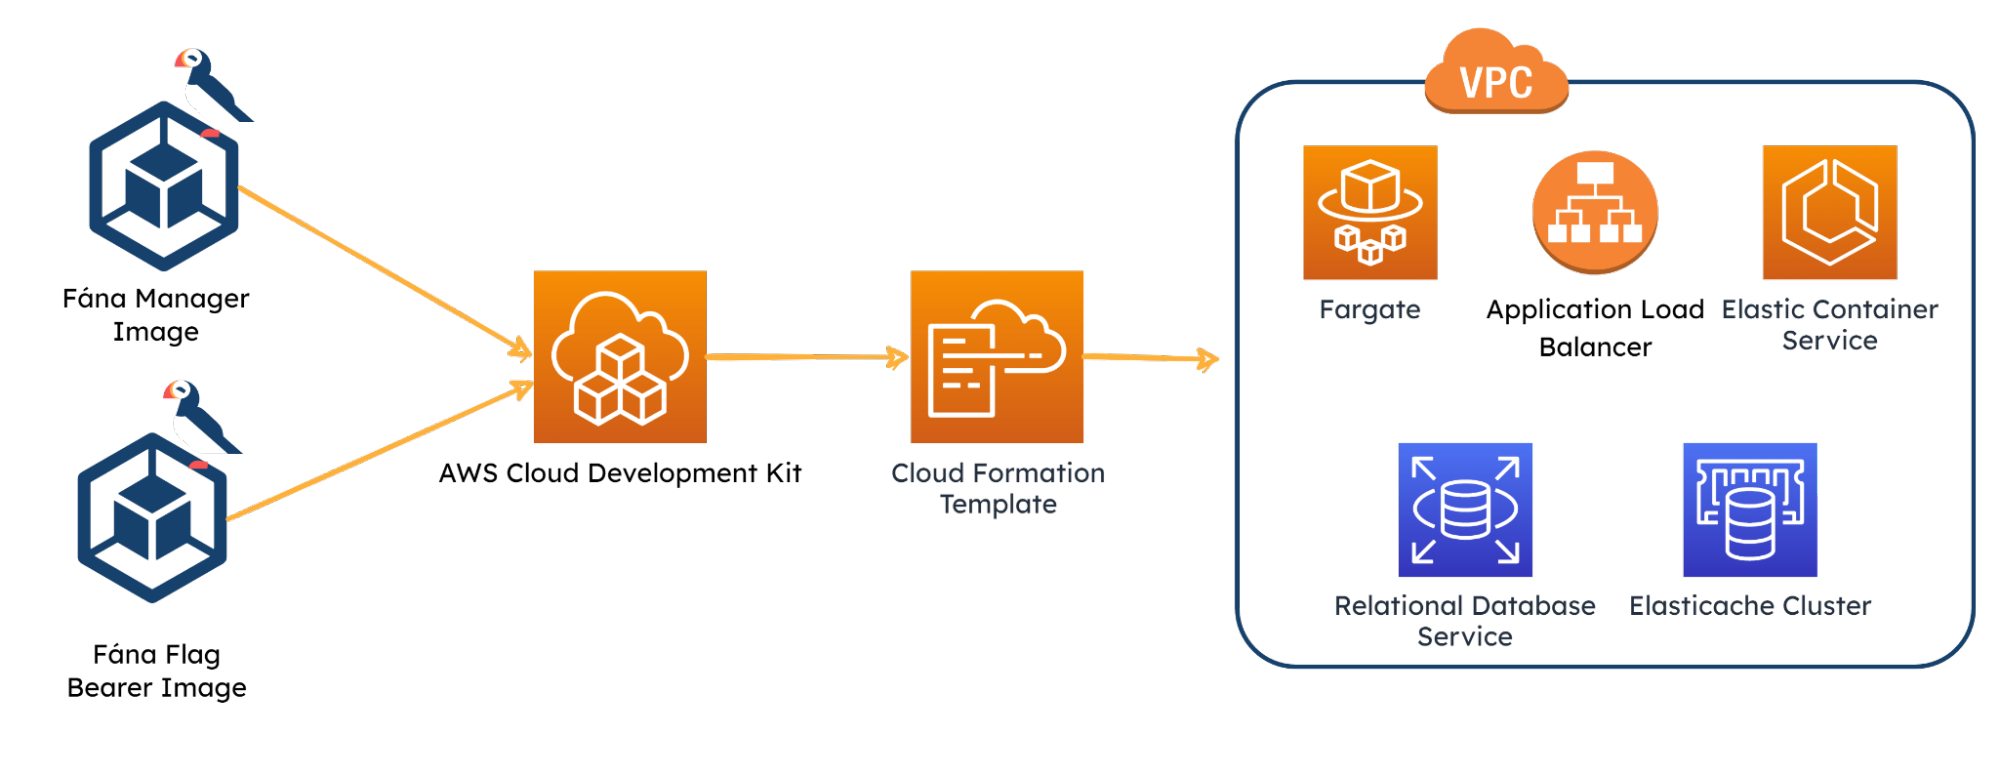 VPC
Fána Manager
Image
Fána Flag
Bearer Image
AWS Cloud Development Kit
Cloud Formation
Template
Fargate
Application Load
Balancer
Elastic Container
Service
Relational Database
Service
Elasticache Cluster